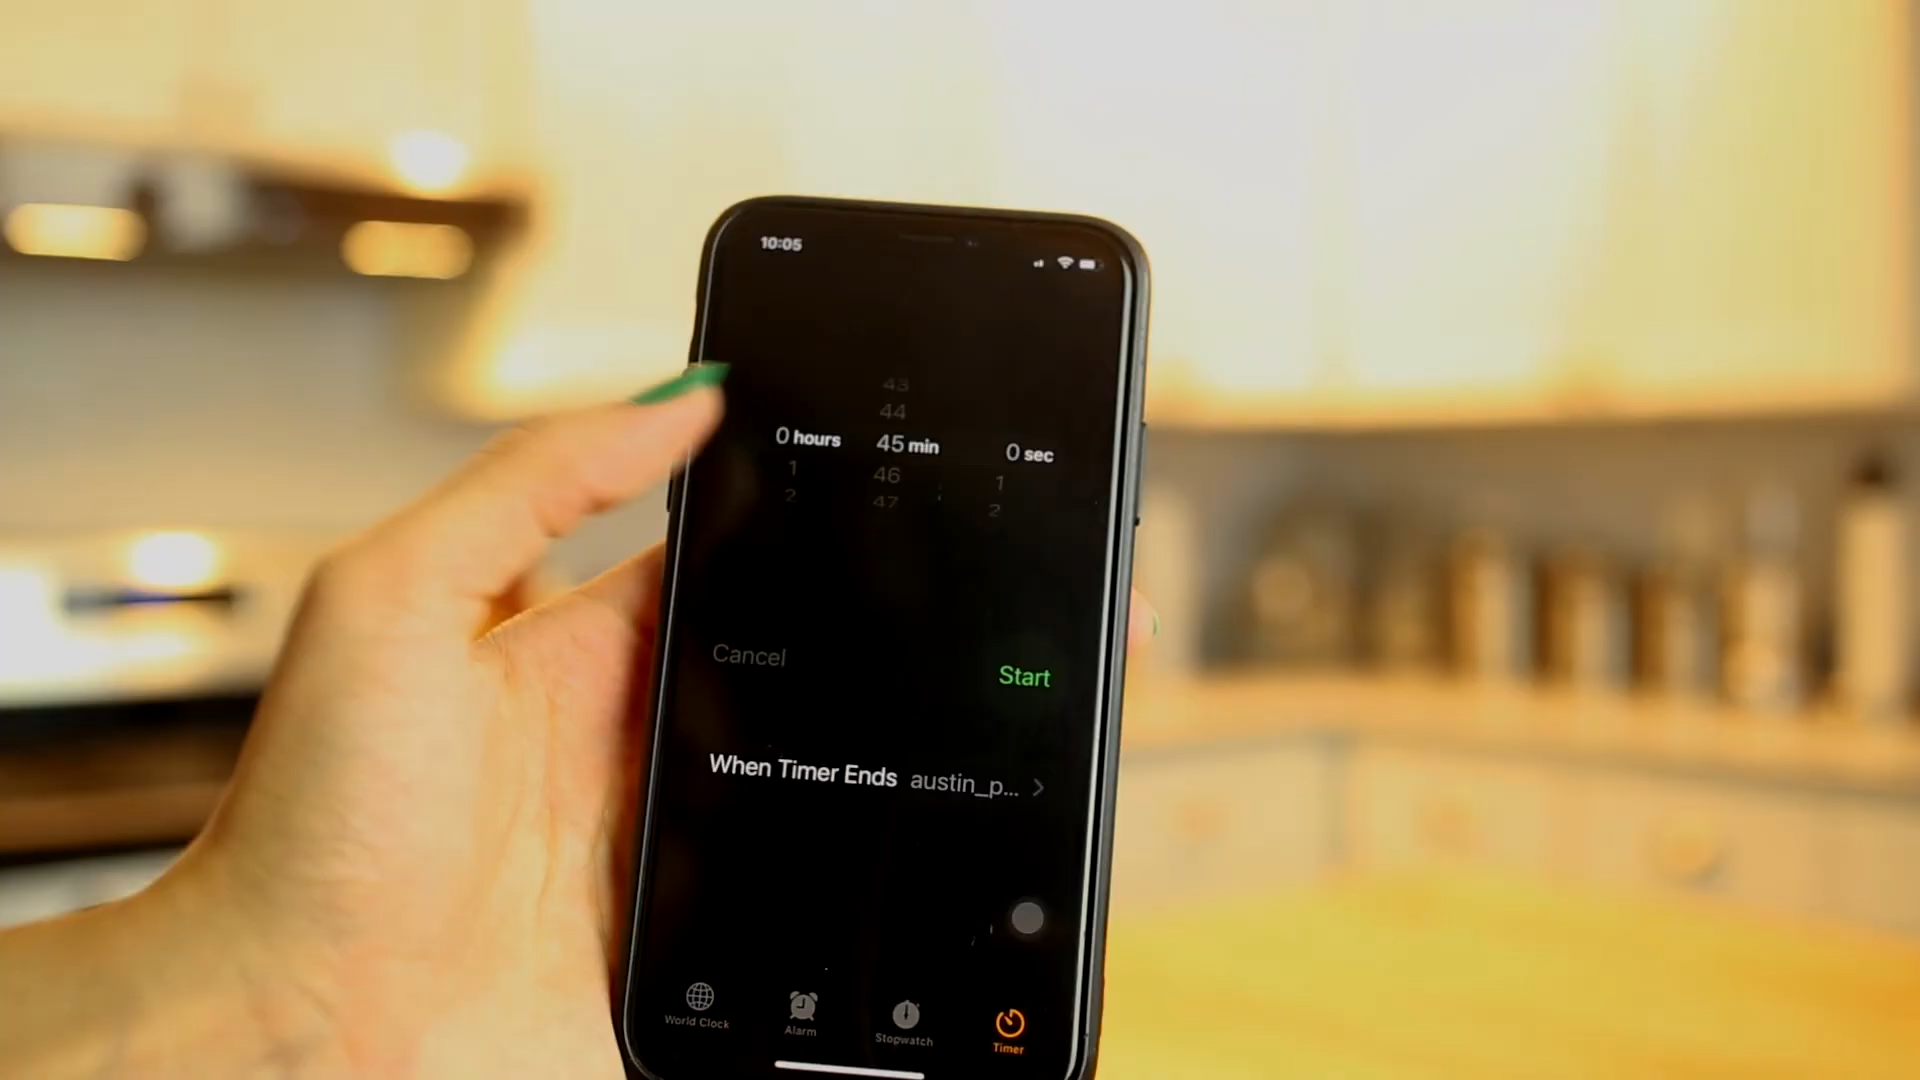 10:05
43
44
0 hours 45 min 0 sec
1 46 1
2 47 2
Cancel Start
When Timer Ends austin_p... >
World Clock Alarm Stopwatch Timer